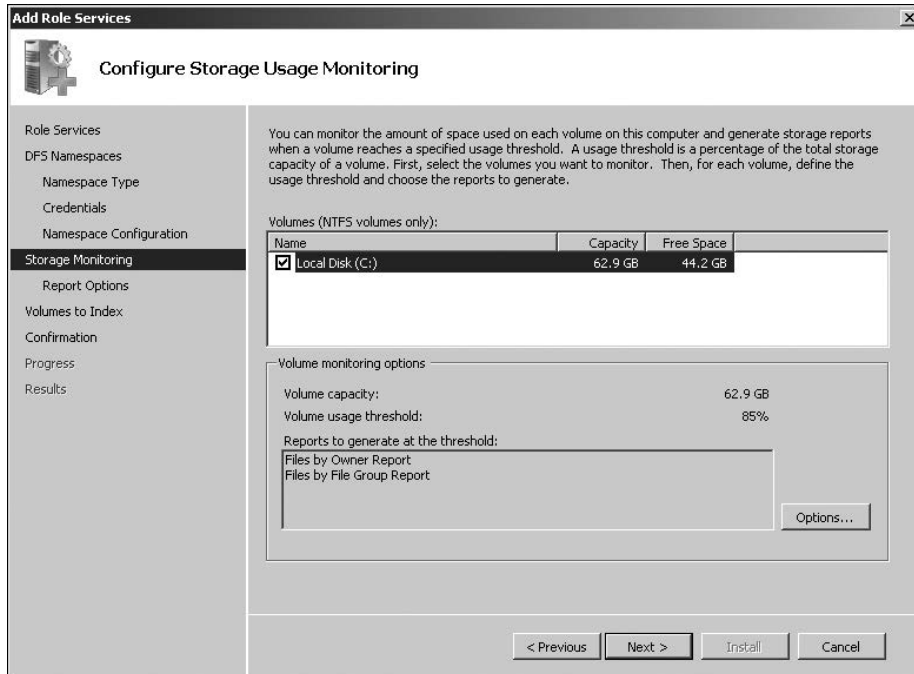 Add Role Services
Configure Storage Usage Monitoring
Role Services
DFS Namespaces
Namespace Type
Credentials
Namespace Configuration
Storage Monitoring
Report Options
Volumes to Index
Confirmation
Progress
Results
You can monitor the amount of space used on each volume on this computer and generate storage reports
when a volume reaches a specified usage threshold. A usage threshold is a percentage of the total storage
capacity of a volume. First, select the volumes you want to monitor. Then, for each volume, define the
usage threshold and choose the reports to generate.
Volumes (NTFS volumes only):
Name Capacity Free Space
Local Disk (C:) 62.9 GB 44.2 GB
Volume monitoring options
Volume capacity: 62.9 GB
Volume usage threshold: 85%
Reports to generate at the threshold:
Files by Owner Report
Files by File Group Report
Options...
< Previous Next > Install Cancel